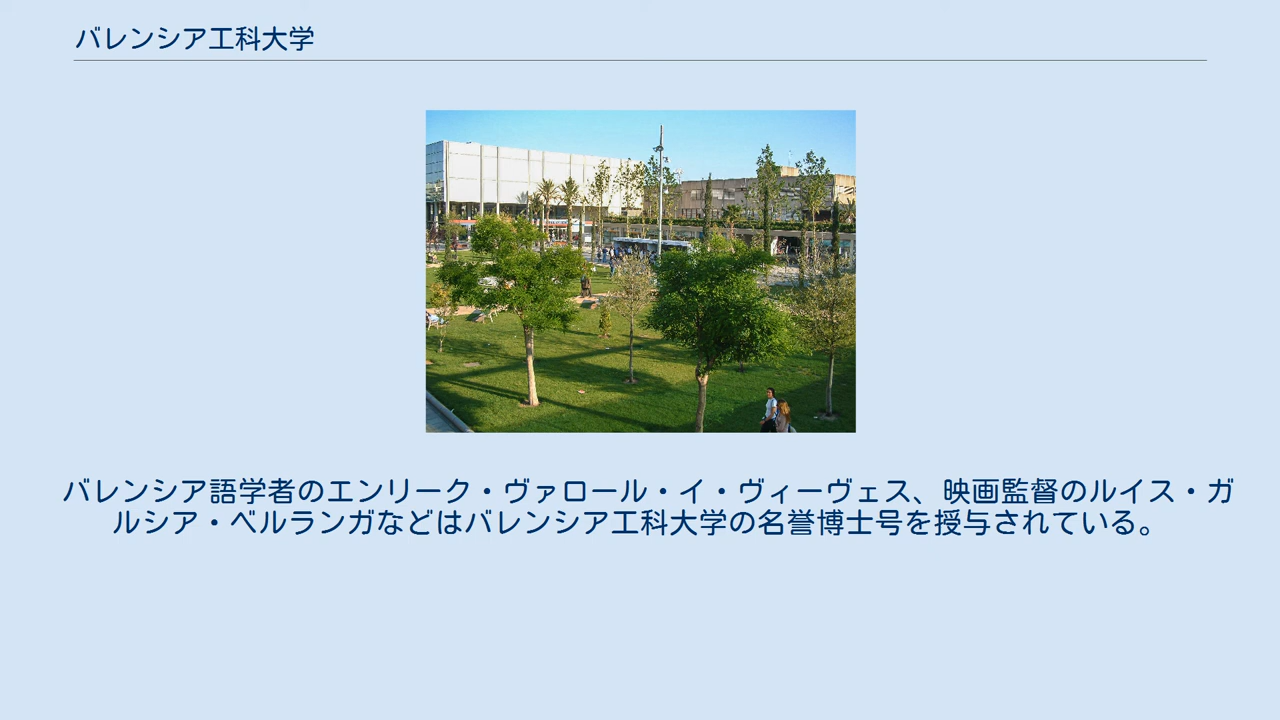 バレンシア工科大学
バレンシア語学者のエンリーク・ヴァロール・イ・ヴィーヴェス、映画監督のルイス・ガ
ルシア・ベルランガなどはバレンシア工科大学の名誉博士号を授与されている。